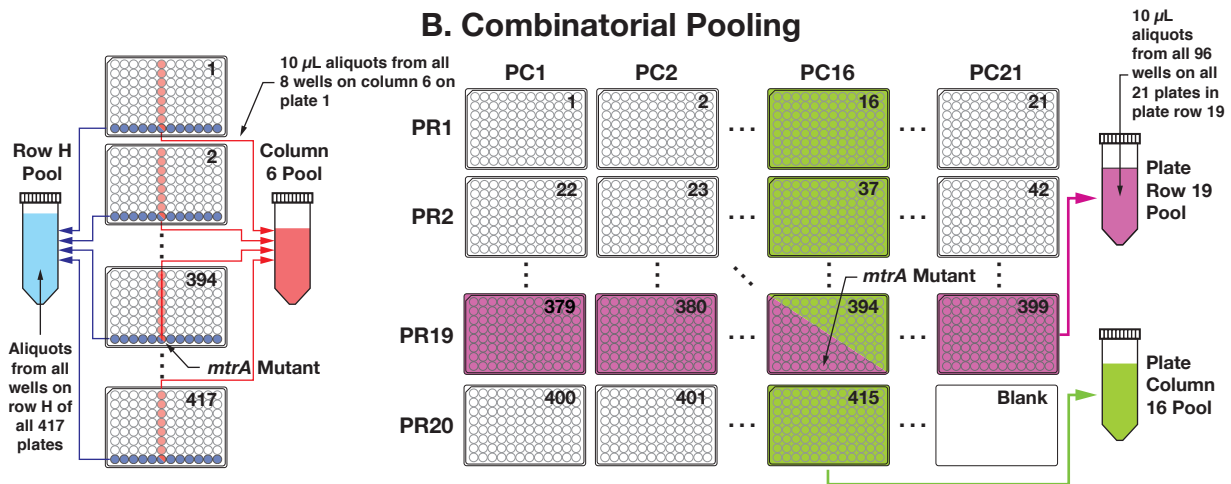 B. Combinatorial Pooling
1
10 µL aliquots from all
8 wells on column 6 on
plate 1
2
Row H
Pool
Column
6 Pool
394
mtrA Mutant
Aliquots
from all
wells on
row H of
all 417
plates
417
PC1
PC2
PC16
PC21
PR1
1
2
...
16
...
21
PR2
22
23
...
37
...
42
mtrA Mutant
PR19
379
380
...
394
...
399
PR20
400
401
...
415
...
Blank
10 µL
aliquots
from all 96
wells on all
21 plates in
plate row 19
Plate
Row 19
Pool
Plate
Column
16 Pool